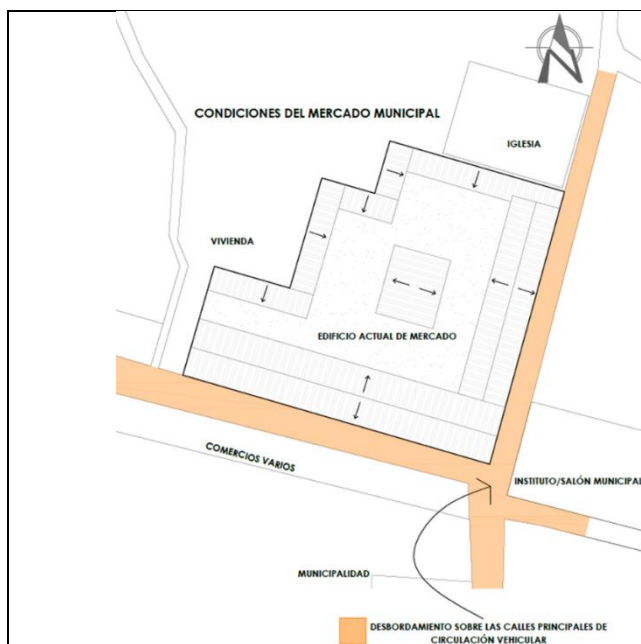 CONDICIONES DEL MERCADO MUNICIPAL
IGLESIA
VIVIENDA
EDIFICIO ACTUAL DE MERCADO
COMERCIOS VARIOS
INSTITUTO/SALÓN MUNICIPAL
MUNICIPALIDAD
DESBORDAMIENTO SOBRE LAS CALLES PRINCIPALES DE
CIRCULACIÓN VEHICULAR